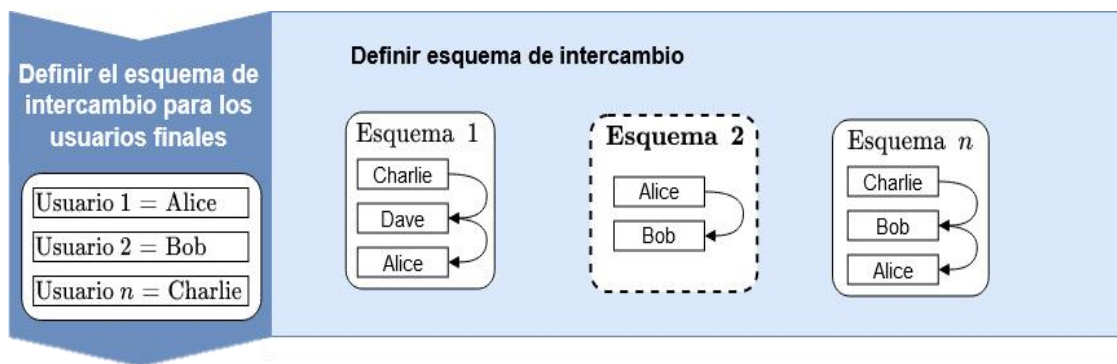 Definir el esquema de
intercambio para los
usuarios finales
Usuario 1 = Alice
Usuario 2 = Bob
Usuario n = Charlie
Definir esquema de intercambio
Esquema 1
Charlie
Dave
Alice
Esquema 2
Alice
Bob
Esquema n
Charlie
Bob
Alice